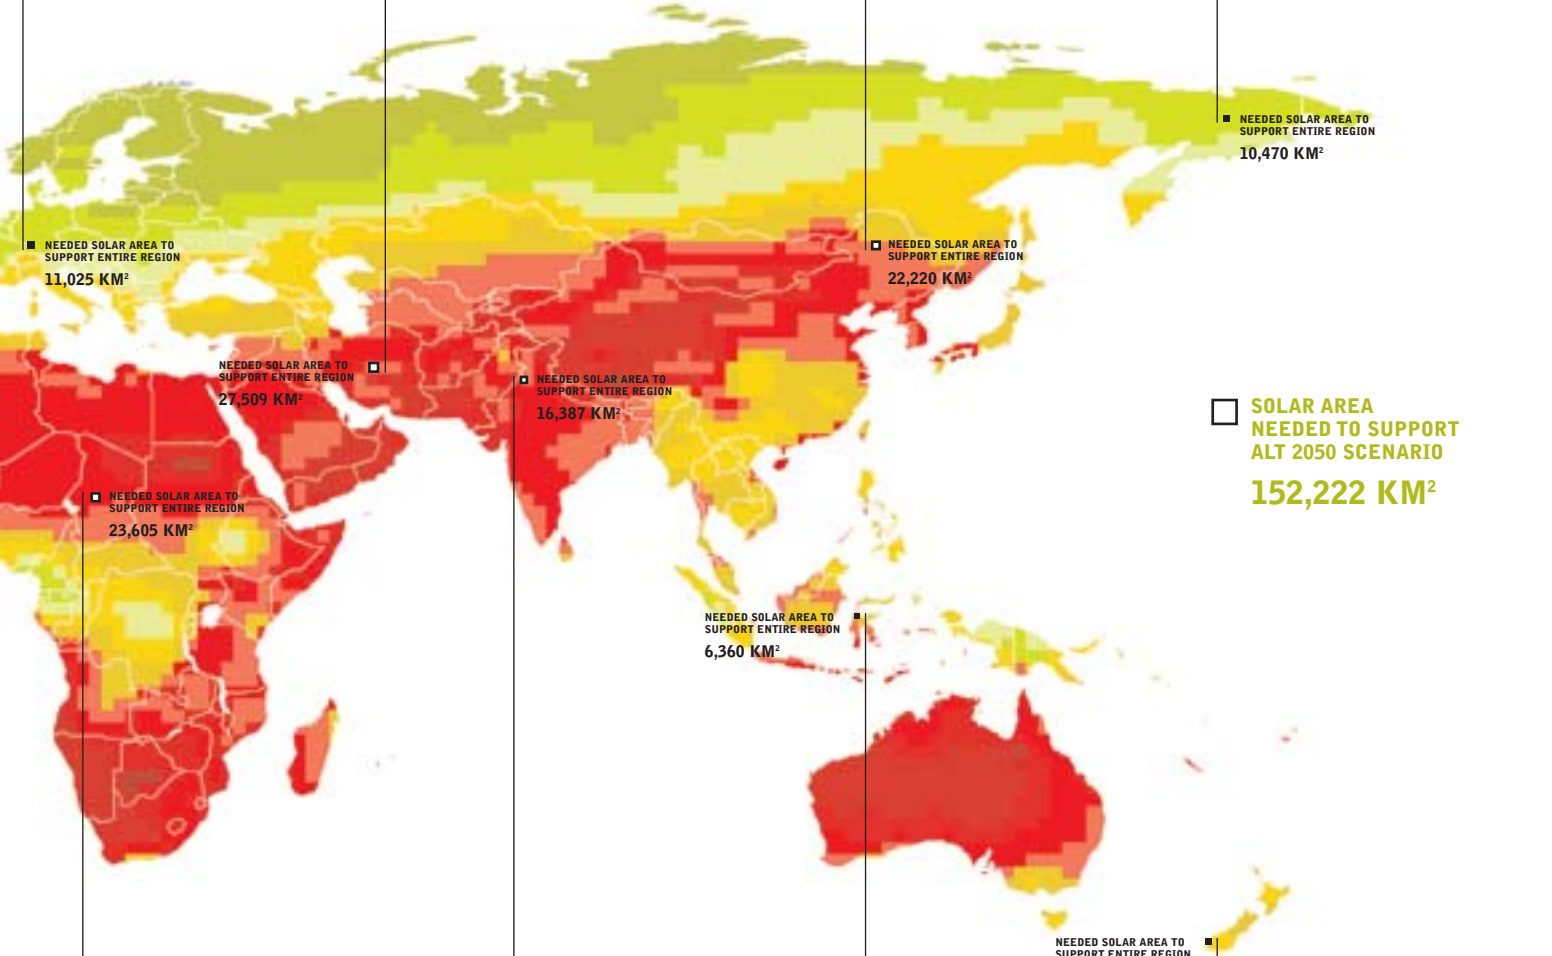 NEEDED SOLAR AREA TO
SUPPORT ENTIRE REGION
10,470 KM²
NEEDED SOLAR AREA TO
SUPPORT ENTIRE REGION
11,025 KM²
NEEDED SOLAR AREA TO
SUPPORT ENTIRE REGION
22,220 KM²
NEEDED SOLAR AREA TO
SUPPORT ENTIRE REGION
27,509 KM²
NEEDED SOLAR AREA TO
SUPPORT ENTIRE REGION
16,387 KM²
SOLAR AREA
NEEDED TO SUPPORT
ALT 2050 SCENARIO
152,222 KM²
NEEDED SOLAR AREA TO
SUPPORT ENTIRE REGION
23,605 KM²
NEEDED SOLAR AREA TO
SUPPORT ENTIRE REGION
6,360 KM²
NEEDED SOLAR AREA TO
SUPPORT ENTIRE REGION